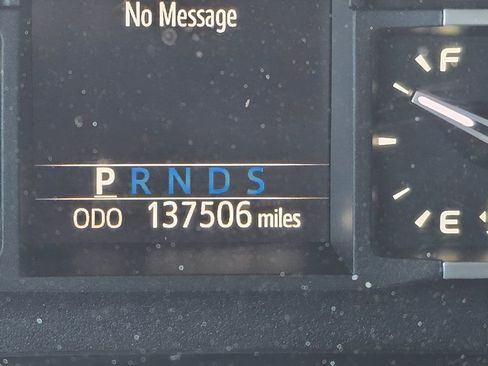 No Message
F
P R N D S
ODO 137506 miles
E